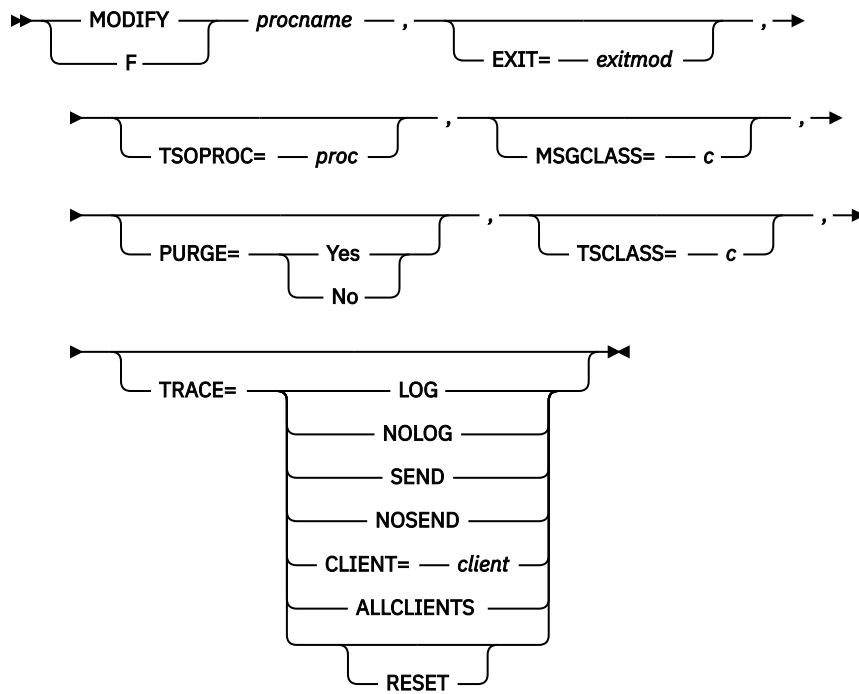 MODIFY procname , ,
F EXIT= exitmod
, ,
TSOPROC= proc MSGCLASS= c
, ,
PURGE= Yes TSCLASS= c
No
TRACE= LOG
NOLOG
SEND
NOSEND
CLIENT= client
ALLCLIENTS
RESET